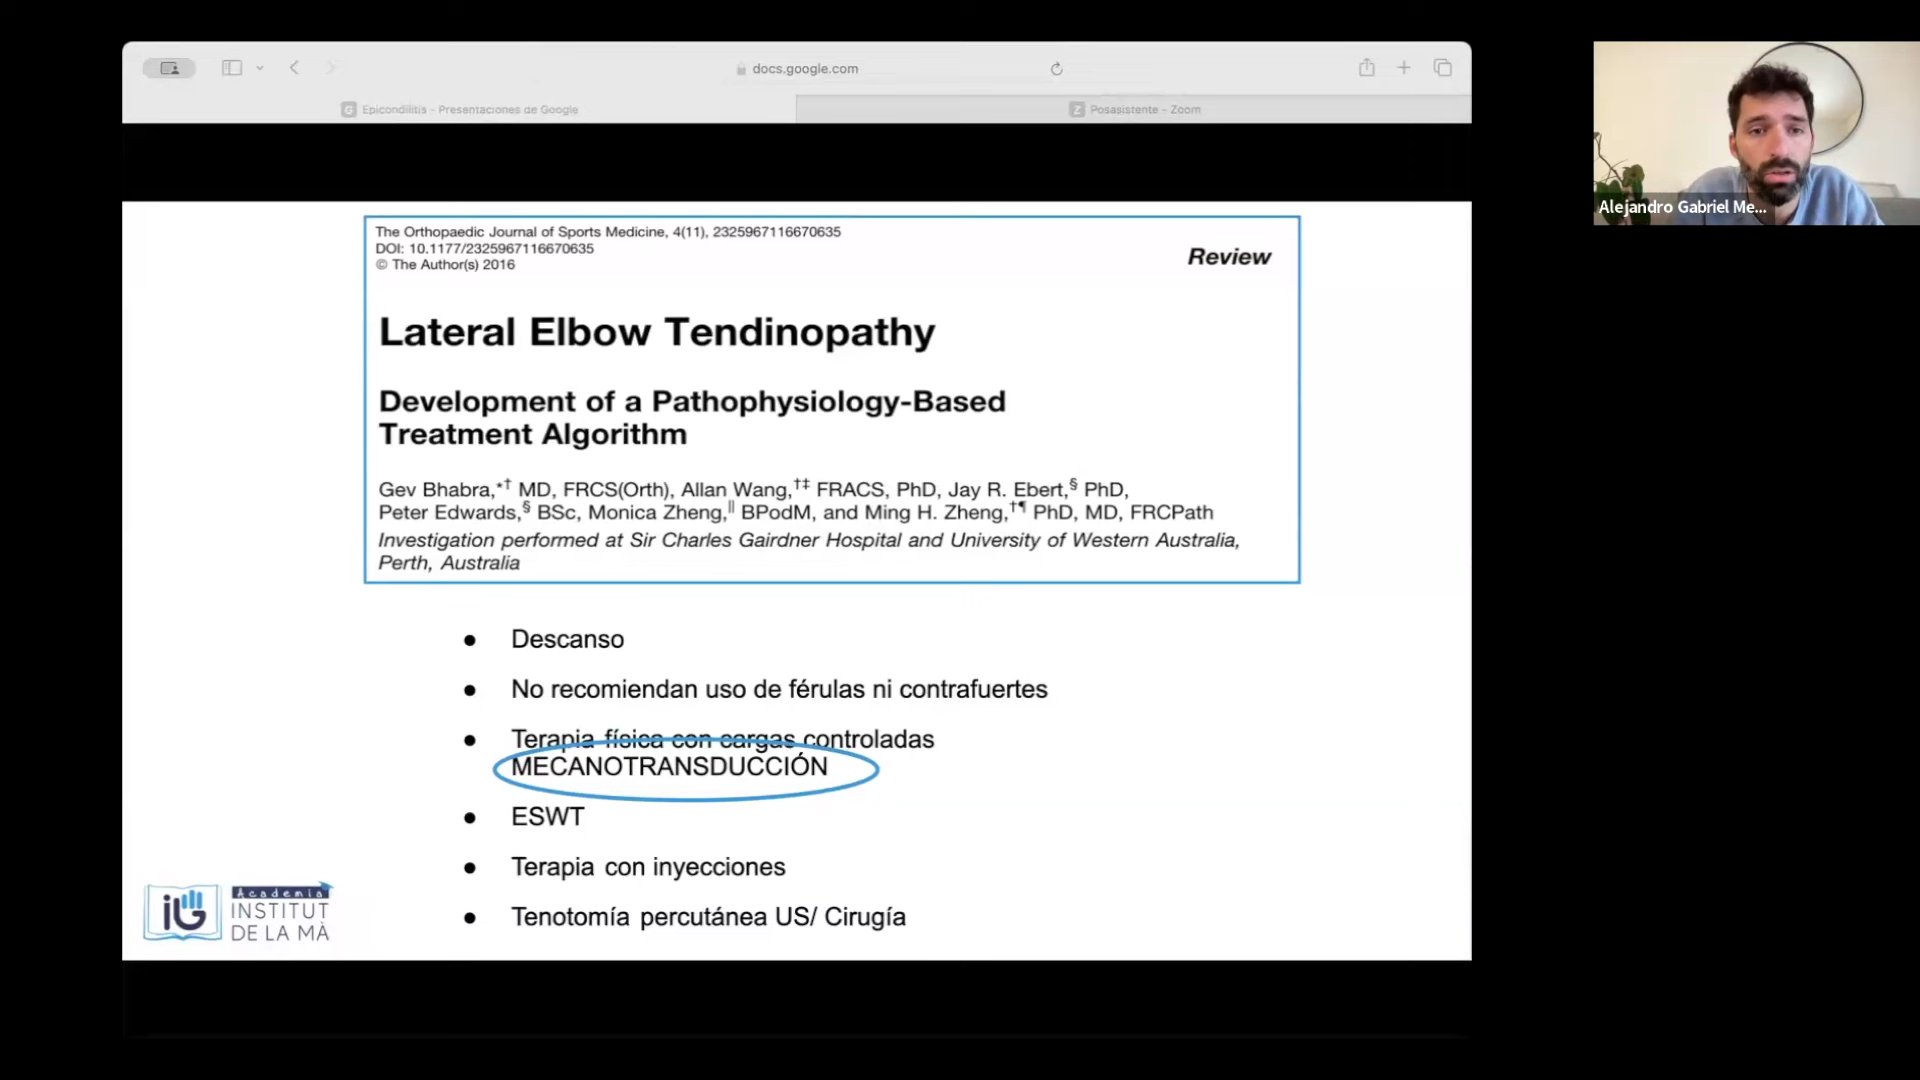 docs.google.com
Epicondilitis - Presentaciones de Google
Posasistente - Zoom
The Orthopaedic Journal of Sports Medicine, 4(11), 2325967116670635
DOI: 10.1177/2325967116670635
© The Author(s) 2016
Review
Lateral Elbow Tendinopathy
Development of a Pathophysiology-Based
Treatment Algorithm
Gev Bhabra,*† MD, FRCS(Orth), Allan Wang,†‡ FRACS, PhD, Jay R. Ebert,§ PhD,
Peter Edwards,§ BSc, Monica Zheng,|| BPodM, and Ming H. Zheng,†¶ PhD, MD, FRCPath
Investigation performed at Sir Charles Gairdner Hospital and University of Western Australia,
Perth, Australia
● Descanso
● No recomiendan uso de férulas ni contrafuertes
● Terapia física con cargas controladas
MECANOTRANSDUCCIÓN
● ESWT
● Terapia con inyecciones
● Tenotomía percutánea US/ Cirugía
Academia
INSTITUT
DE LA MÀ
Alejandro Gabriel Me...